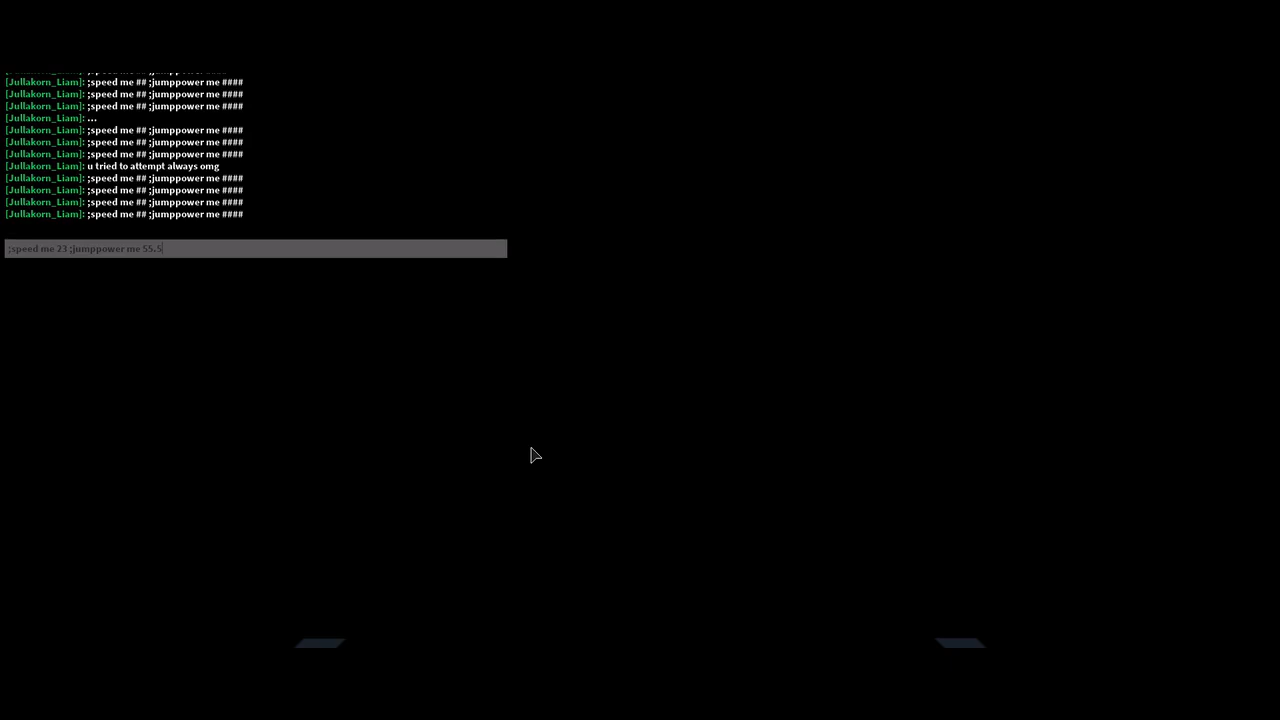 [Jullakorn_Liam]: ;speed me ## ;jumppower me ####
[Jullakorn_Liam]: ;speed me ## ;jumppower me ####
[Jullakorn_Liam]: ;speed me ## ;jumppower me ####
[Jullakorn_Liam]: ...
[Jullakorn_Liam]: ;speed me ## ;jumppower me ####
[Jullakorn_Liam]: ;speed me ## ;jumppower me ####
[Jullakorn_Liam]: ;speed me ## ;jumppower me ####
[Jullakorn_Liam]: u tried to attempt always omg
[Jullakorn_Liam]: ;speed me ## ;jumppower me ####
[Jullakorn_Liam]: ;speed me ## ;jumppower me ####
[Jullakorn_Liam]: ;speed me ## ;jumppower me ####
[Jullakorn_Liam]: ;speed me ## ;jumppower me ####
;speed me 23 ;jumppower me 55.5